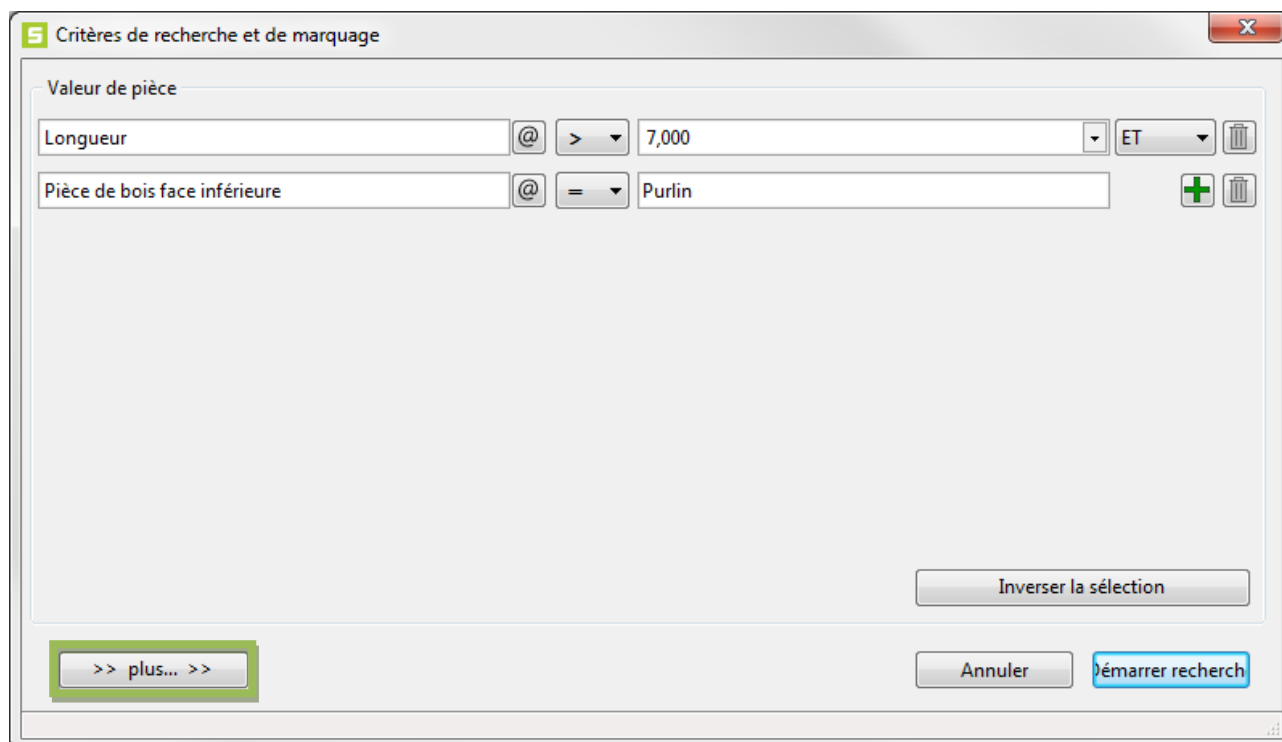 Critères de recherche et de marquage
Valeur de pièce
Longueur @ > 7,000 ET
Pièce de bois face inférieure @ = Purlin
Inverser la sélection
>> plus... >>
Annuler
Démarrer recherch